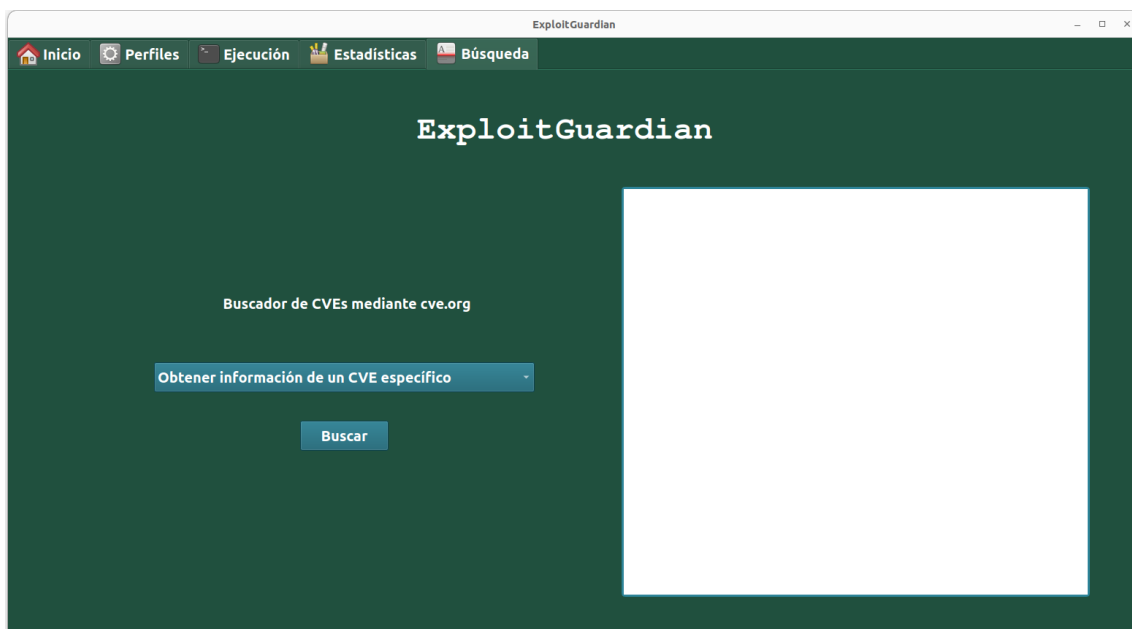 ExploitGuardian
Inicio Perfiles Ejecución Estadísticas Búsqueda
ExploitGuardian
Buscador de CVEs mediante cve.org
Obtener información de un CVE específico
Buscar